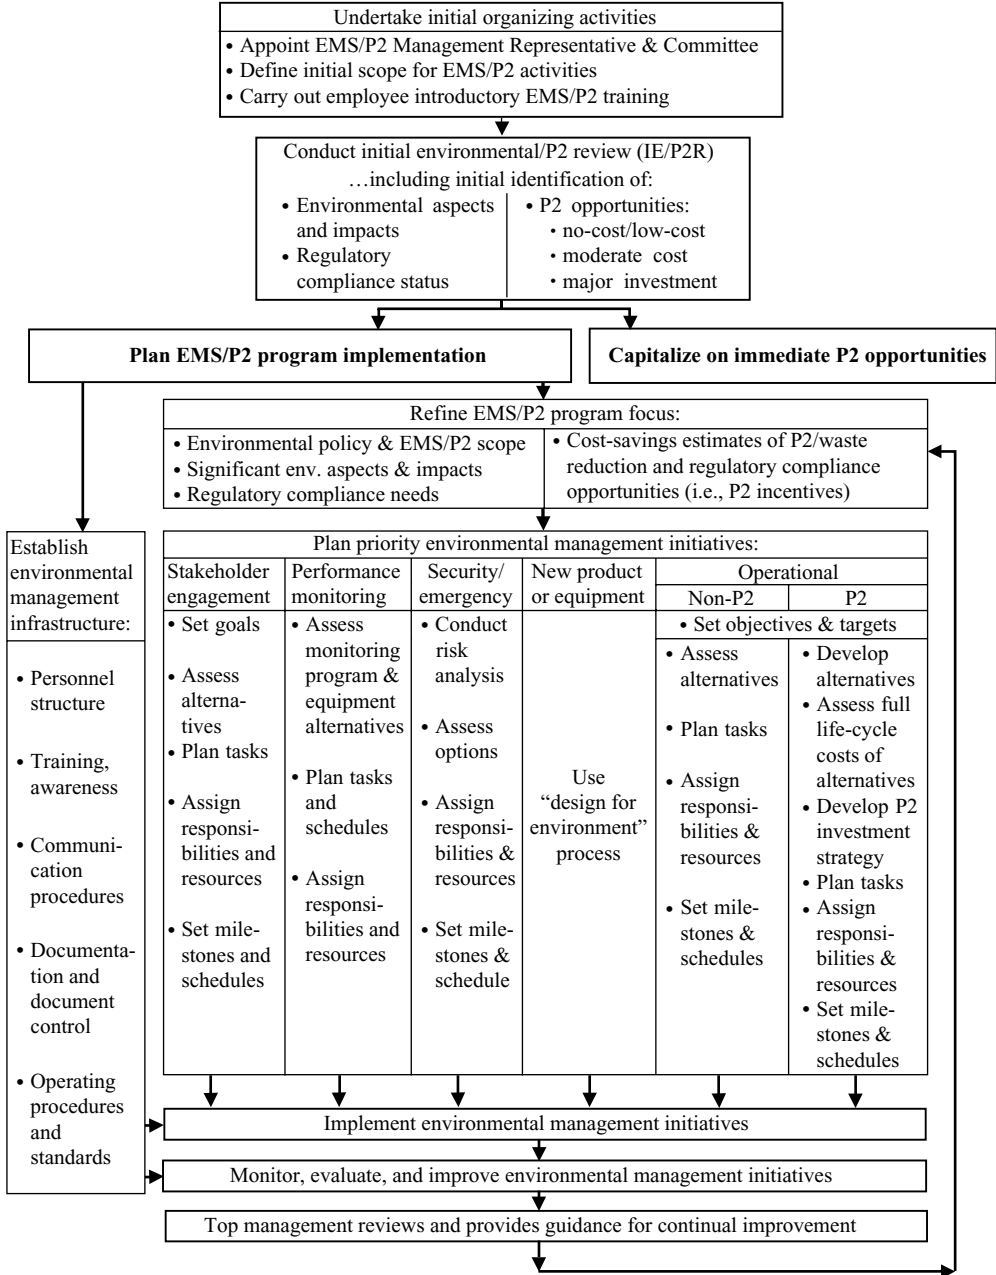 Undertake initial organizing activities
• Appoint EMS/P2 Management Representative & Committee
• Define initial scope for EMS/P2 activities
• Carry out employee introductory EMS/P2 training
Conduct initial environmental/P2 review (IE/P2R)
…including initial identification of:
• Environmental aspects
and impacts
• Regulatory
compliance status
• P2 opportunities:
• no-cost/low-cost
• moderate cost
• major investment
Plan EMS/P2 program implementation
Capitalize on immediate P2 opportunities
Refine EMS/P2 program focus:
• Environmental policy & EMS/P2 scope
• Significant env. aspects & impacts
• Regulatory compliance needs
• Cost-savings estimates of P2/waste
reduction and regulatory compliance
opportunities (i.e., P2 incentives)
Establish
environmental
management
infrastructure:
• Personnel
structure
• Training,
awareness
• Communi-
cation
procedures
• Documenta-
tion and
document
control
• Operating
procedures
and
standards
Plan priority environmental management initiatives:
Stakeholder
engagement
• Set goals
• Assess
alterna-
tives
• Plan tasks
• Assign
responsi-
bilities and
resources
• Set mile-
stones and
schedules
Performance
monitoring
• Assess
monitoring
program &
equipment
alternatives
• Plan tasks
and
schedules
• Assign
responsi-
bilities and
resources
Security/
emergency
• Conduct
risk
analysis
• Assess
options
• Assign
responsi-
bilities &
resources
• Set mile-
stones &
schedule
New product
or equipment
Use
“design for
environment”
process
Operational
Non-P2
P2
• Set objectives & targets
• Assess
alternatives
• Plan tasks
• Assign
responsi-
bilities &
resources
• Set mile-
stones &
schedules
• Develop
alternatives
• Assess full
life-cycle
costs of
alternatives
• Develop P2
investment
strategy
• Plan tasks
• Assign
responsi-
bilities &
resources
• Set mile-
stones &
schedules
Implement environmental management initiatives
Monitor, evaluate, and improve environmental management initiatives
Top management reviews and provides guidance for continual improvement